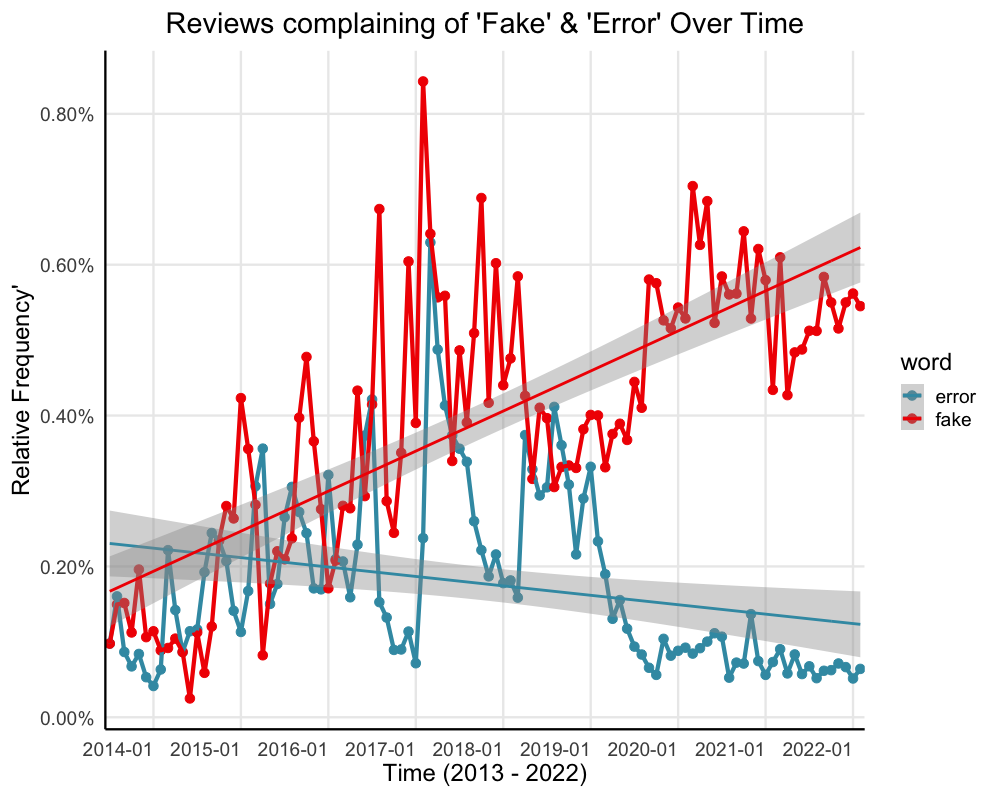 Reviews complaining of 'Fake' & 'Error' Over Time
0.80%
0.60%
0.40%
0.20%
0.00%
Relative Frequency'
2014-01 2015-01 2016-01 2017-01 2018-01 2019-01 2020-01 2021-01 2022-01
Time (2013 - 2022)
word
error
fake